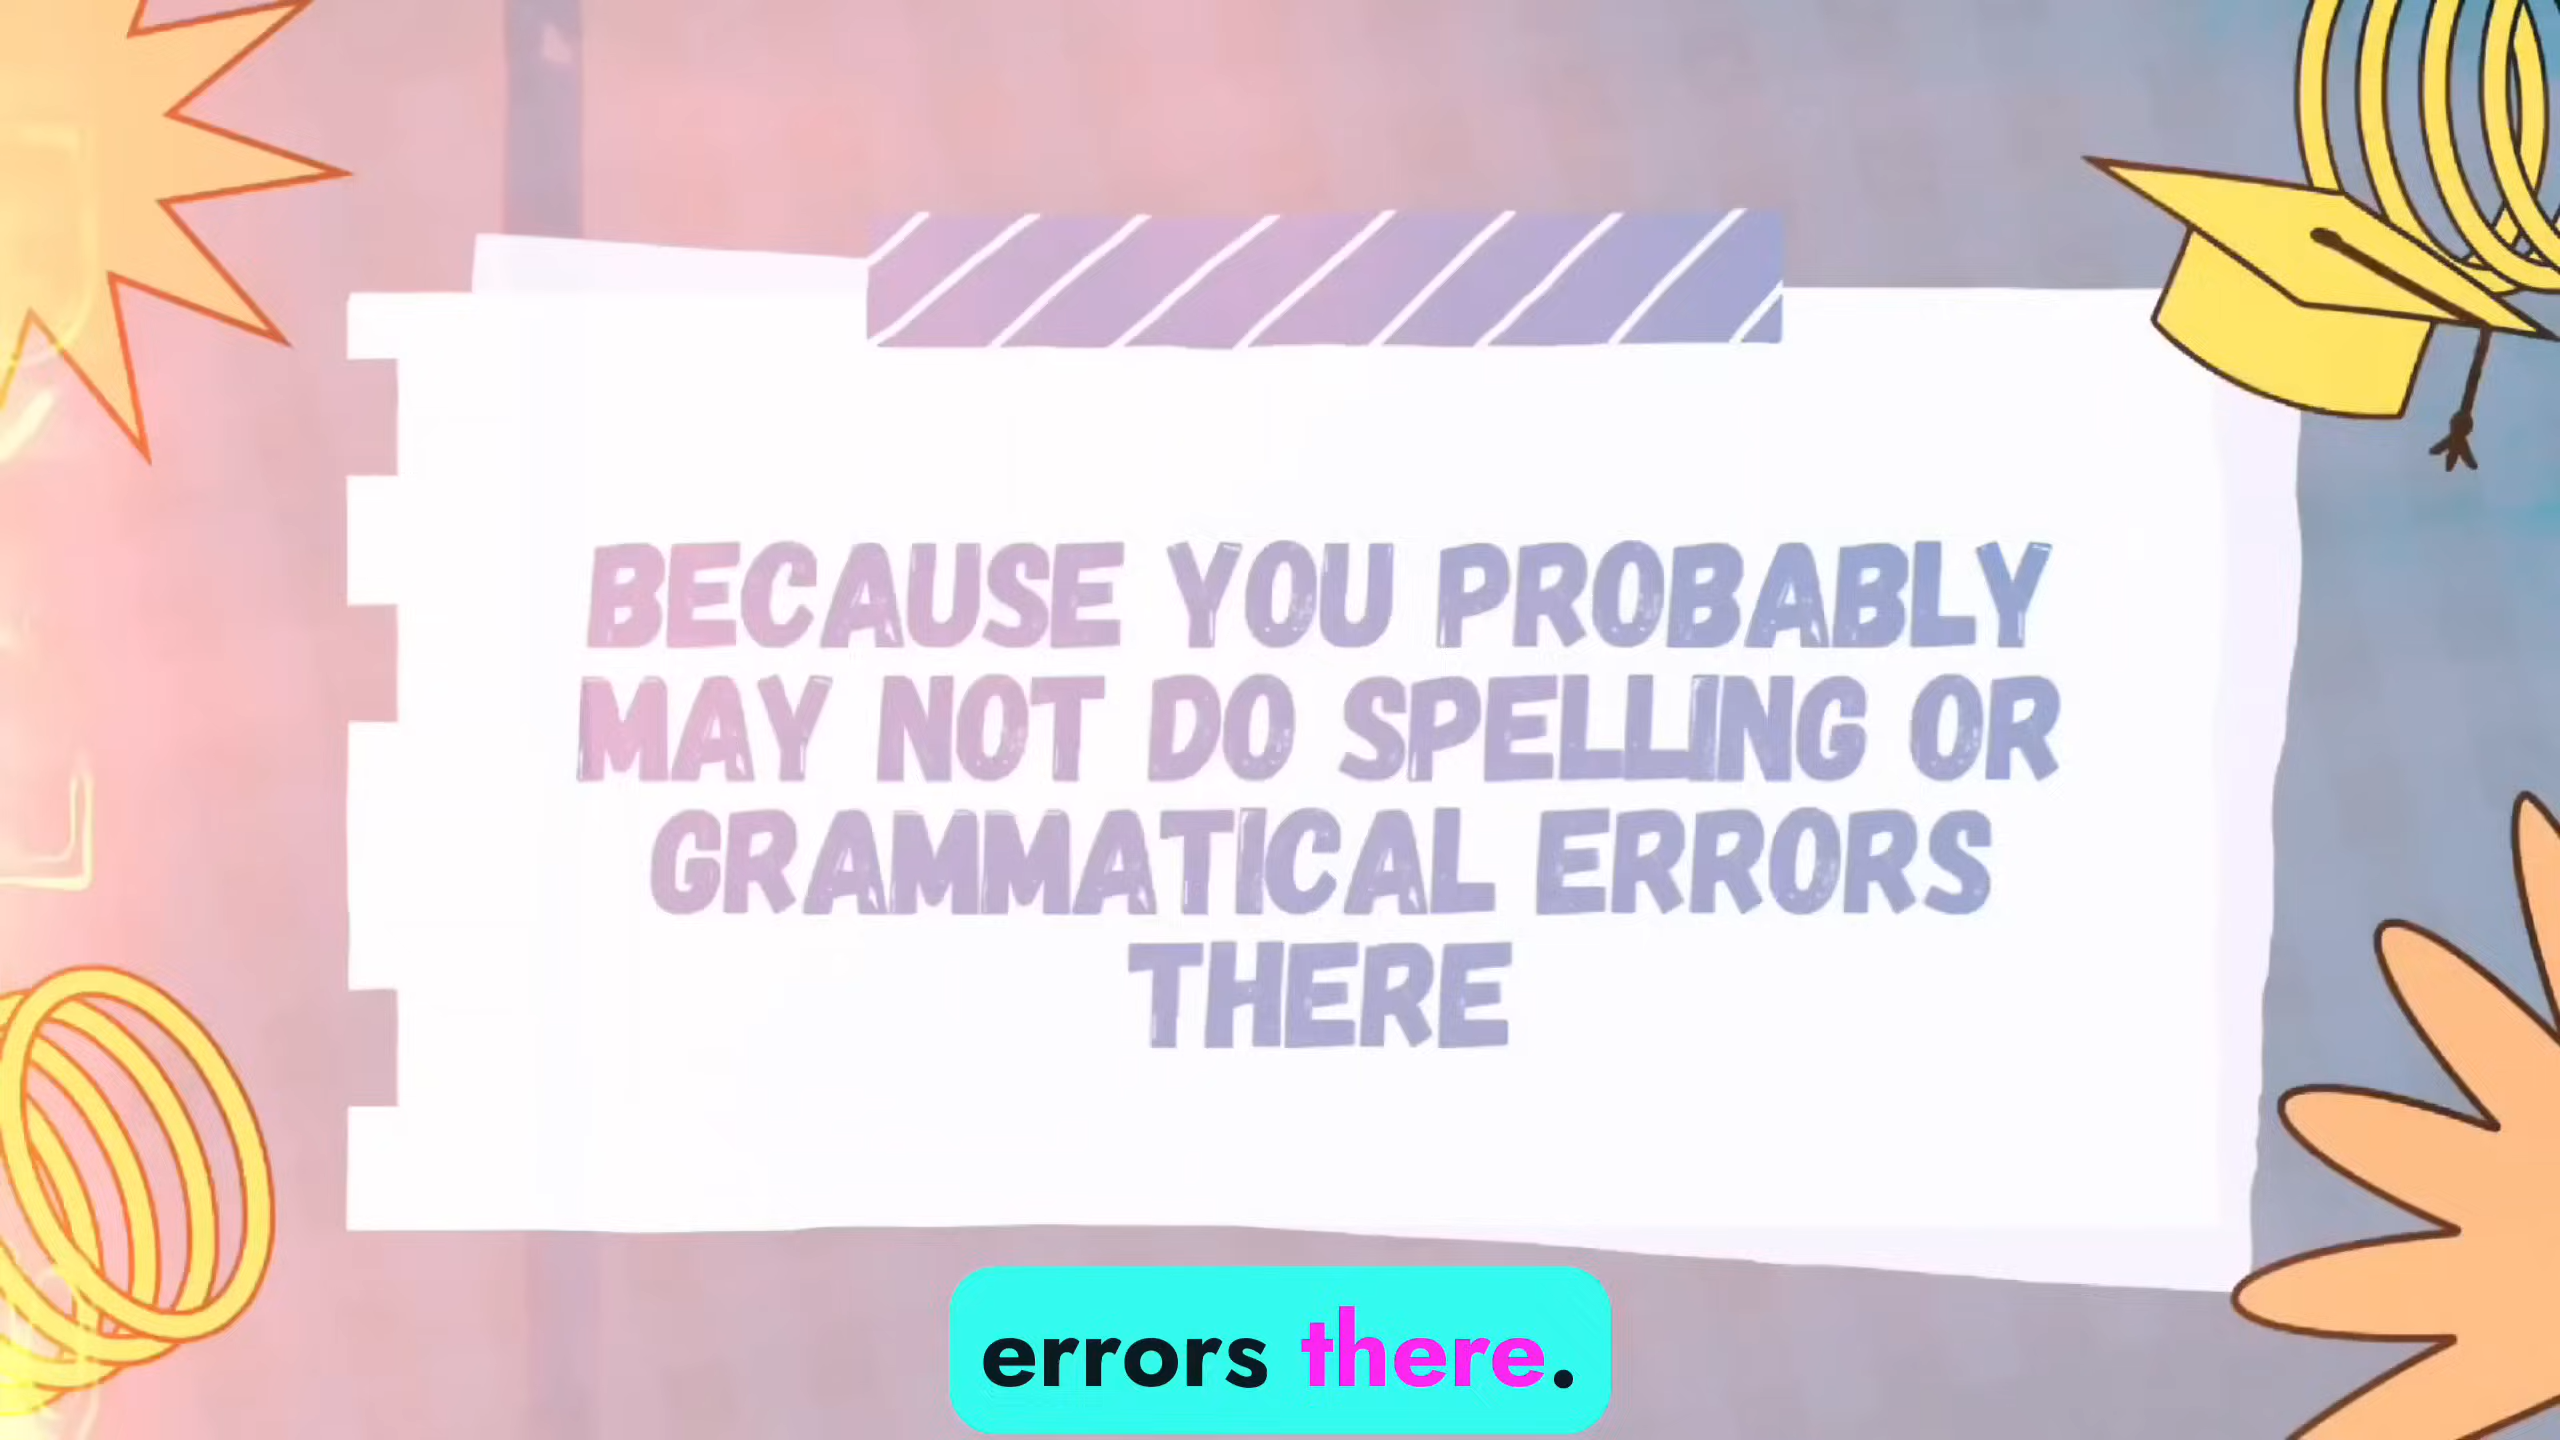 BECAUSE YOU PROBABLY
MAY NOT DO SPELLING OR
GRAMMATICAL ERRORS
THERE
errors there.